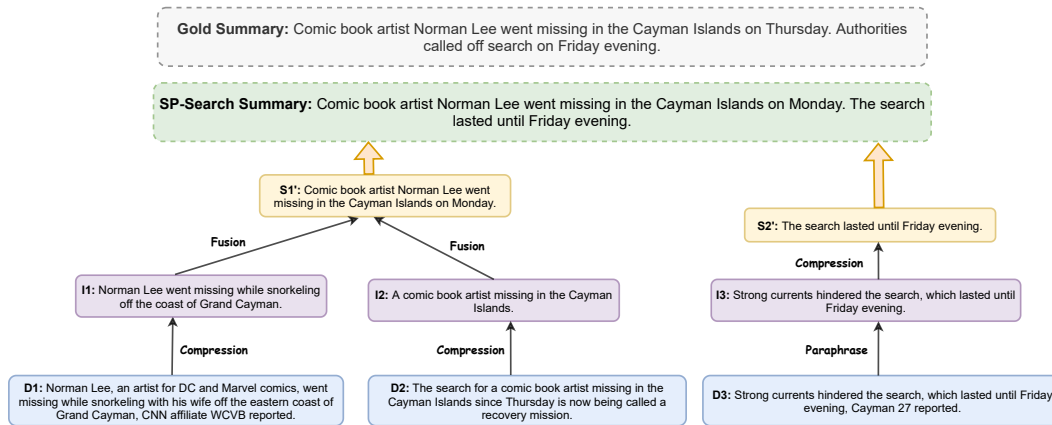 Gold Summary: Comic book artist Norman Lee went missing in the Cayman Islands on Thursday. Authorities
called off search on Friday evening.
SP-Search Summary: Comic book artist Norman Lee went missing in the Cayman Islands on Monday. The search
lasted until Friday evening.
S1': Comic book artist Norman Lee went
missing in the Cayman Islands on Monday.
S2': The search lasted until Friday evening.
Fusion
Fusion
Compression
I1: Norman Lee went missing while snorkeling
off the coast of Grand Cayman.
I2: A comic book artist missing in the Cayman
Islands.
I3: Strong currents hindered the search, which lasted until
Friday evening.
Compression
Compression
Paraphrase
D1: Norman Lee, an artist for DC and Marvel comics, went
missing while snorkeling with his wife off the eastern coast of
Grand Cayman, CNN affiliate WCVB reported.
D2: The search for a comic book artist missing in the
Cayman Islands since Thursday is now being called a
recovery mission.
D3: Strong currents hindered the search, which lasted until Friday
evening, Cayman 27 reported.